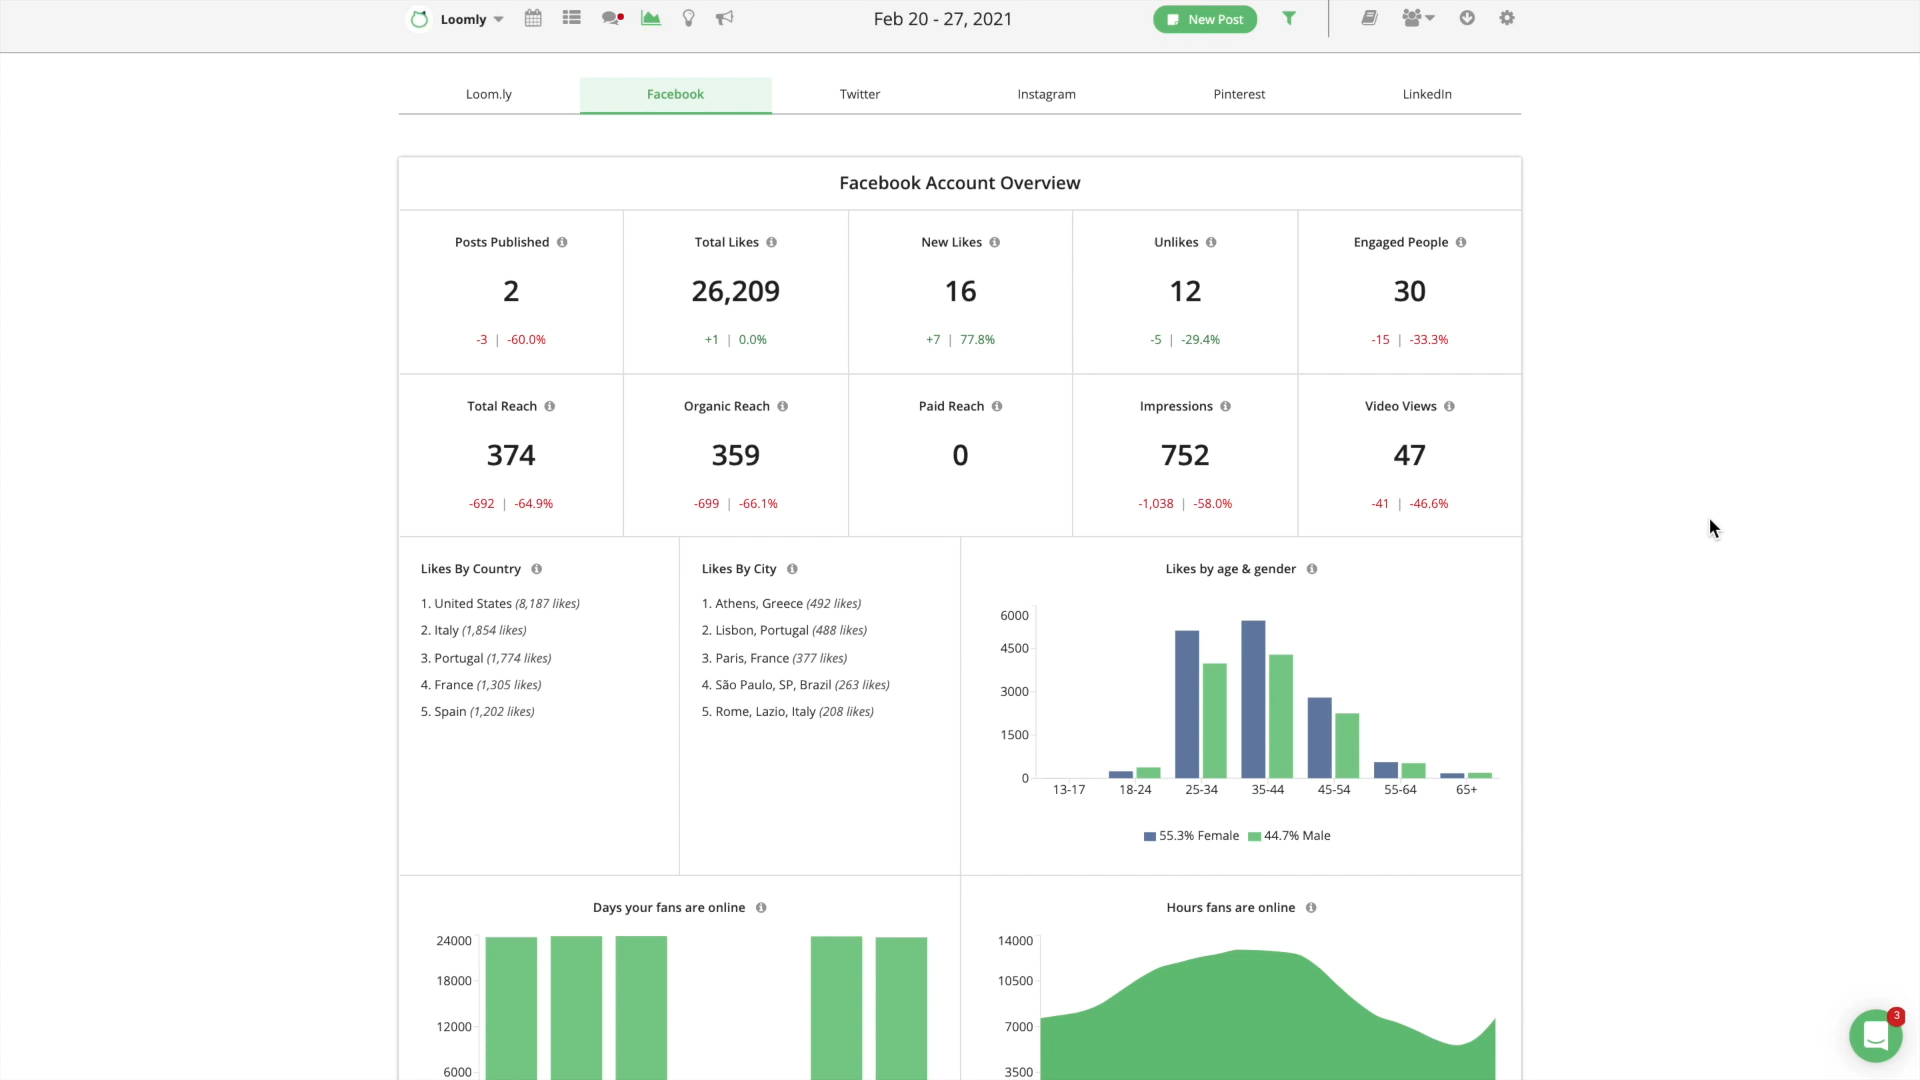 Loomly
Feb 20 - 27, 2021
New Post
Loom.ly
Facebook
Twitter
Instagram
Pinterest
LinkedIn
Facebook Account Overview
Posts Published
Total Likes
New Likes
Unlikes
Engaged People
2
26,209
16
12
30
-3 | -60.0%
+1 | 0.0%
+7 | 77.8%
-5 | -29.4%
-15 | -33.3%
Total Reach
Organic Reach
Paid Reach
Impressions
Video Views
374
359
0
752
47
-692 | -64.9%
-699 | -66.1%
-1,038 | -58.0%
-41 | -46.6%
Likes By Country
1. United States (8,187 likes)
2. Italy (1,854 likes)
3. Portugal (1,774 likes)
4. France (1,305 likes)
5. Spain (1,202 likes)
Likes By City
1. Athens, Greece (492 likes)
2. Lisbon, Portugal (488 likes)
3. Paris, France (377 likes)
4. São Paulo, SP, Brazil (263 likes)
5. Rome, Lazio, Italy (208 likes)
Likes by age & gender
6000
4500
3000
1500
0
13-17
18-24
25-34
35-44
45-54
55-64
65+
55.3% Female
44.7% Male
Days your fans are online
24000
18000
12000
6000
Hours fans are online
14000
10500
7000
3500
3